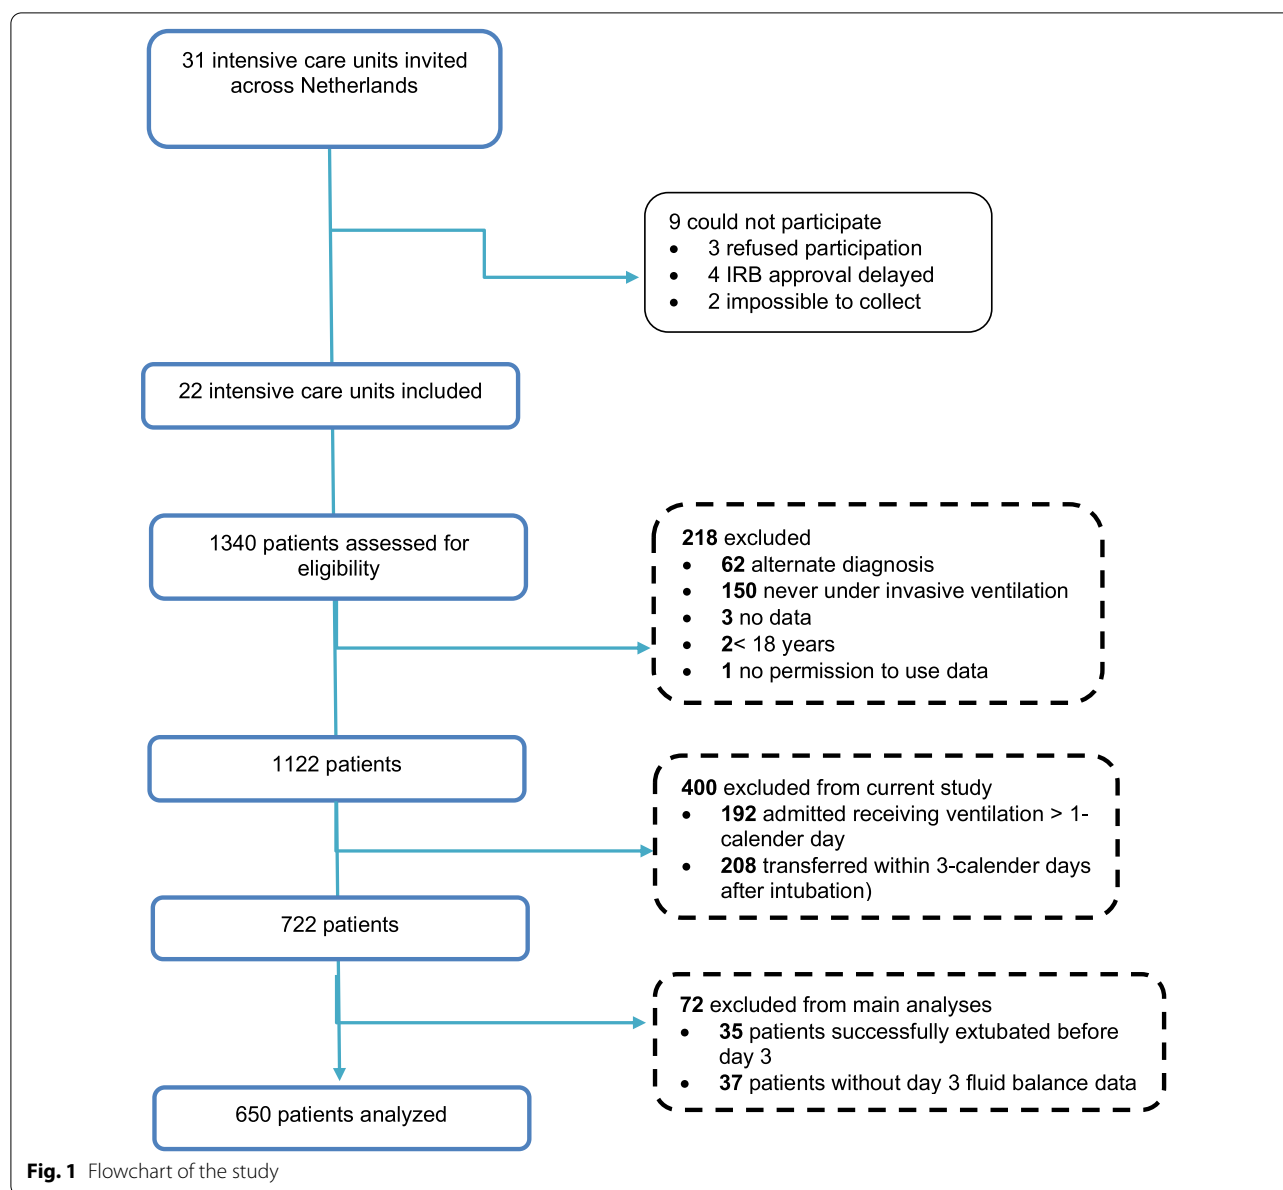 31 intensive care units invited
across Netherlands
9 could not participate
• 3 refused participation
• 4 IRB approval delayed
• 2 impossible to collect
22 intensive care units included
1340 patients assessed for
eligibility
218 excluded
• 62 alternate diagnosis
• 150 never under invasive ventilation
• 3 no data
• 2< 18 years
• 1 no permission to use data
1122 patients
400 excluded from current study
• 192 admitted receiving ventilation > 1-
calender day
• 208 transferred within 3-calender days
after intubation)
722 patients
72 excluded from main analyses
• 35 patients successfully extubated before
day 3
• 37 patients without day 3 fluid balance data
650 patients analyzed
Fig. 1 Flowchart of the study